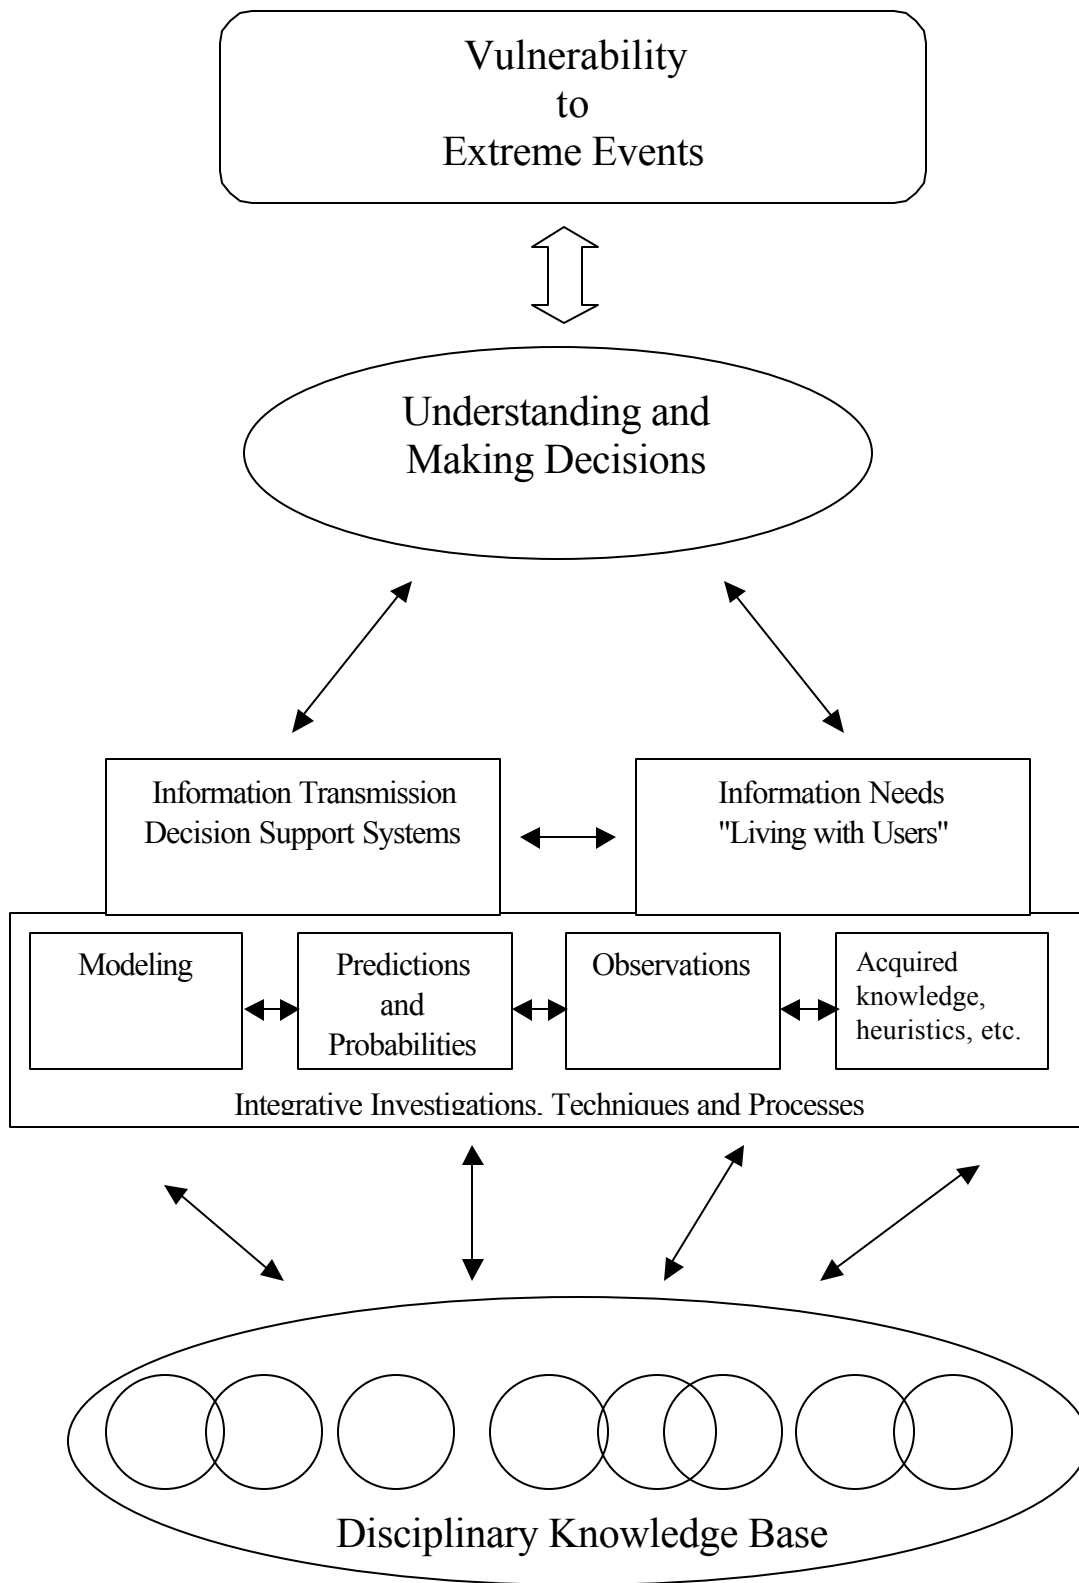 Vulnerability
to
Extreme Events
Understanding and
Making Decisions
Information Transmission
Decision Support Systems
Information Needs
"Living with Users"
Modeling
Predictions
and
Probabilities
Observations
Acquired
knowledge,
heuristics, etc.
Integrative Investigations, Techniques and Processes
Disciplinary Knowledge Base